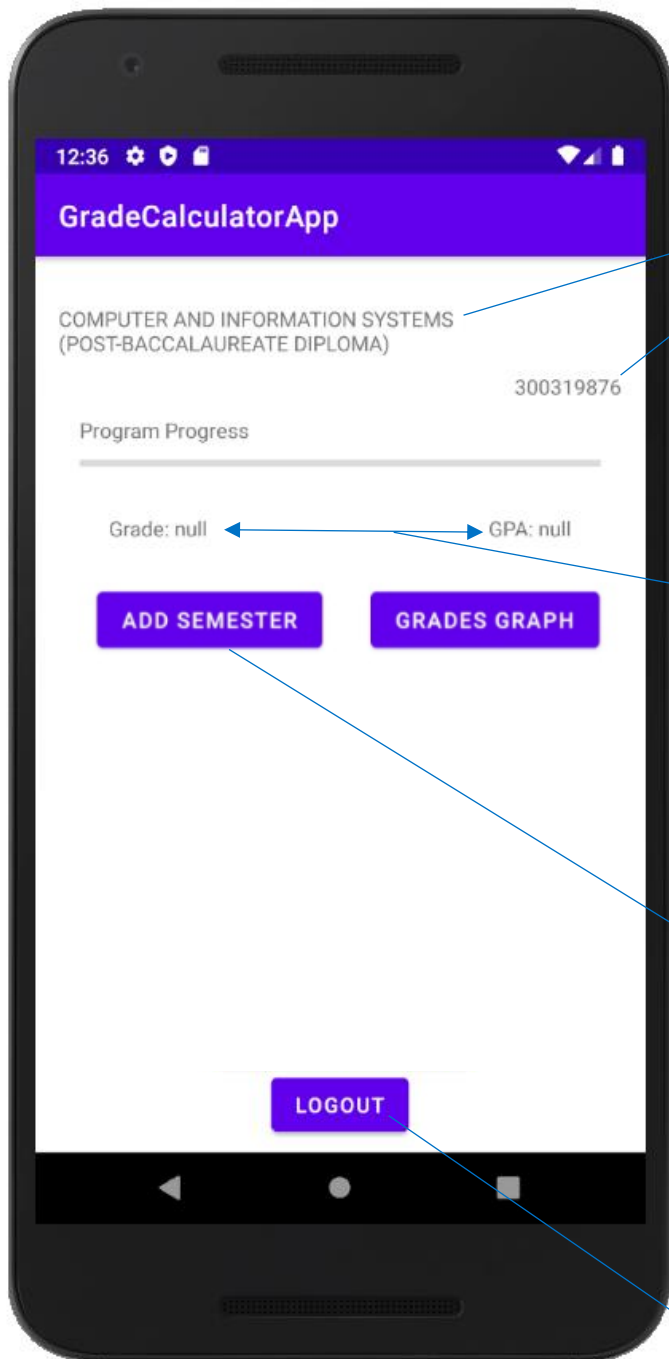 12:36
GradeCalculatorApp
COMPUTER AND INFORMATION SYSTEMS
(POST-BACCALAUREATE DIPLOMA)
300319876
Program Progress
Grade: null GPA: null
ADD SEMESTER GRADES GRAPH
LOGOUT